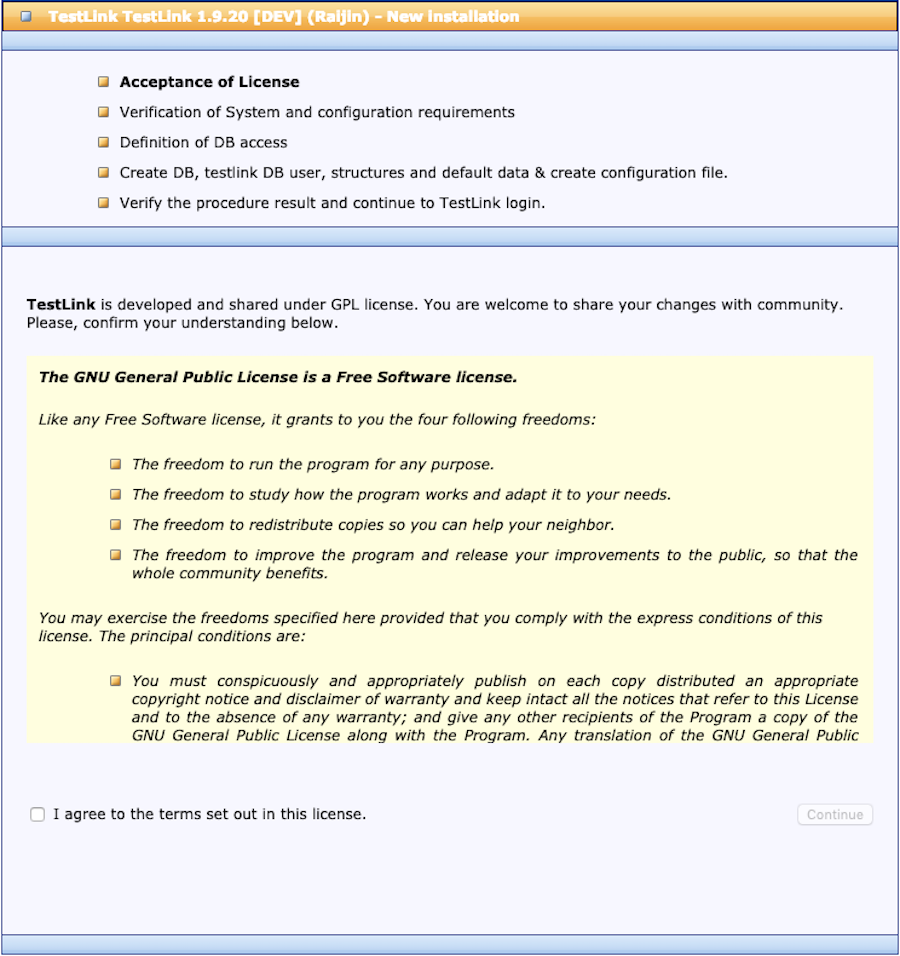 TestLink TestLink 1.9.20 [DEV] (Raijin) - New installation
Acceptance of License
Verification of System and configuration requirements
Definition of DB access
Create DB, testlink DB user, structures and default data & create configuration file.
Verify the procedure result and continue to TestLink login.
TestLink is developed and shared under GPL license. You are welcome to share your changes with community.
Please, confirm your understanding below.
The GNU General Public License is a Free Software license.
Like any Free Software license, it grants to you the four following freedoms:
The freedom to run the program for any purpose.
The freedom to study how the program works and adapt it to your needs.
The freedom to redistribute copies so you can help your neighbor.
The freedom to improve the program and release your improvements to the public, so that the
whole community benefits.
You may exercise the freedoms specified here provided that you comply with the express conditions of this
license. The principal conditions are:
You must conspicuously and appropriately publish on each copy distributed an appropriate
copyright notice and disclaimer of warranty and keep intact all the notices that refer to this License
and to the absence of any warranty; and give any other recipients of the Program a copy of the
GNU General Public License along with the Program. Any translation of the GNU General Public
I agree to the terms set out in this license.
Continue